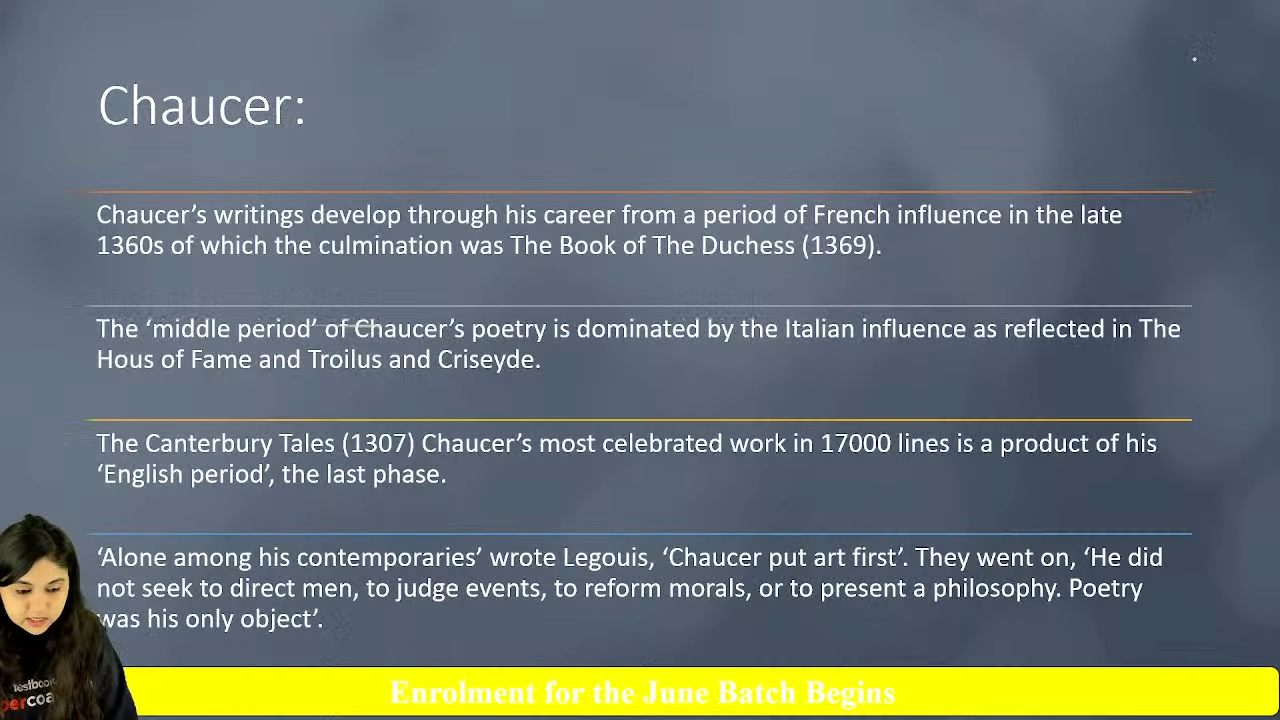 Chaucer:
Chaucer’s writings develop through his career from a period of French influence in the late
1360s of which the culmination was The Book of The Duchess (1369).
The ‘middle period’ of Chaucer’s poetry is dominated by the Italian influence as reflected in The
Hous of Fame and Troilus and Criseyde.
The Canterbury Tales (1307) Chaucer’s most celebrated work in 17000 lines is a product of his
‘English period’, the last phase.
‘Alone among his contemporaries’ wrote Legouis, ‘Chaucer put art first’. They went on, ‘He did
not seek to direct men, to judge events, to reform morals, or to present a philosophy. Poetry
was his only object’.
Enrolment for the June Batch Begins